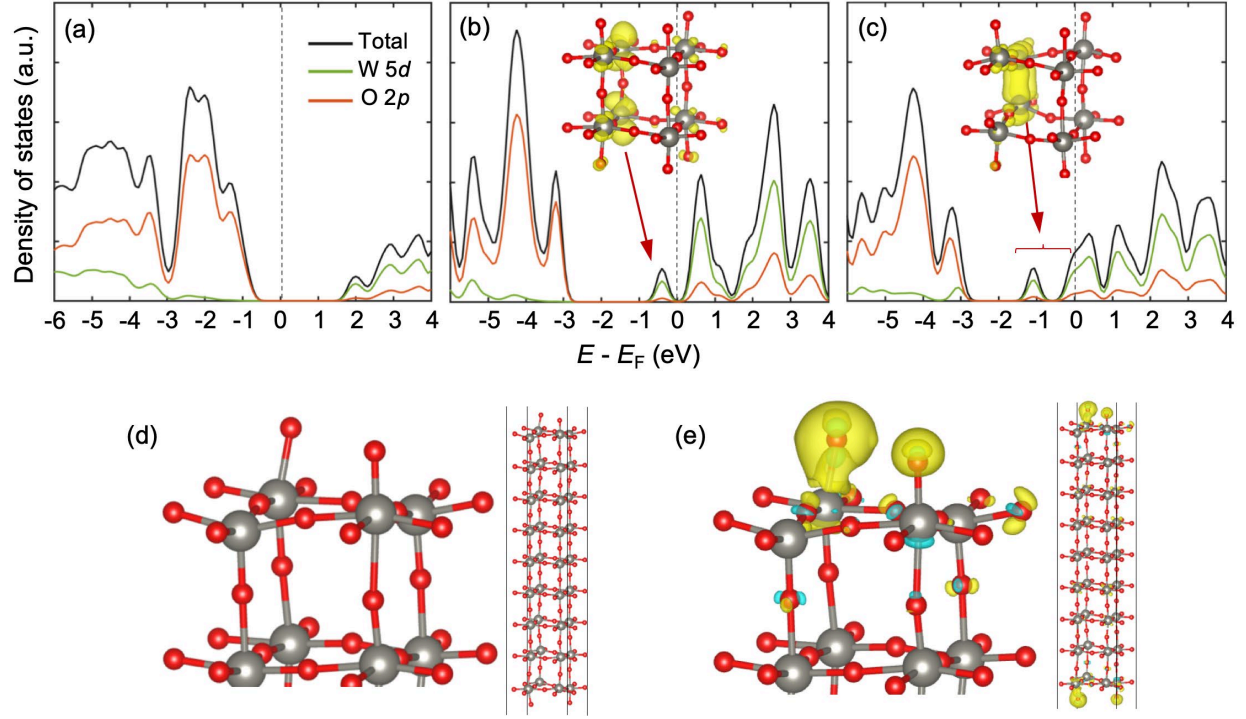 (a)
Total
W 5d
O 2p
(b)
(c)
Density of states (a.u.)
-6 -5 -4 -3 -2 -1 0 1 2 3 4
-5 -4 -3 -2 -1 0 1 2 3 4
-5 -4 -3 -2 -1 0 1 2 3 4
E - EF (eV)
(d)
(e)